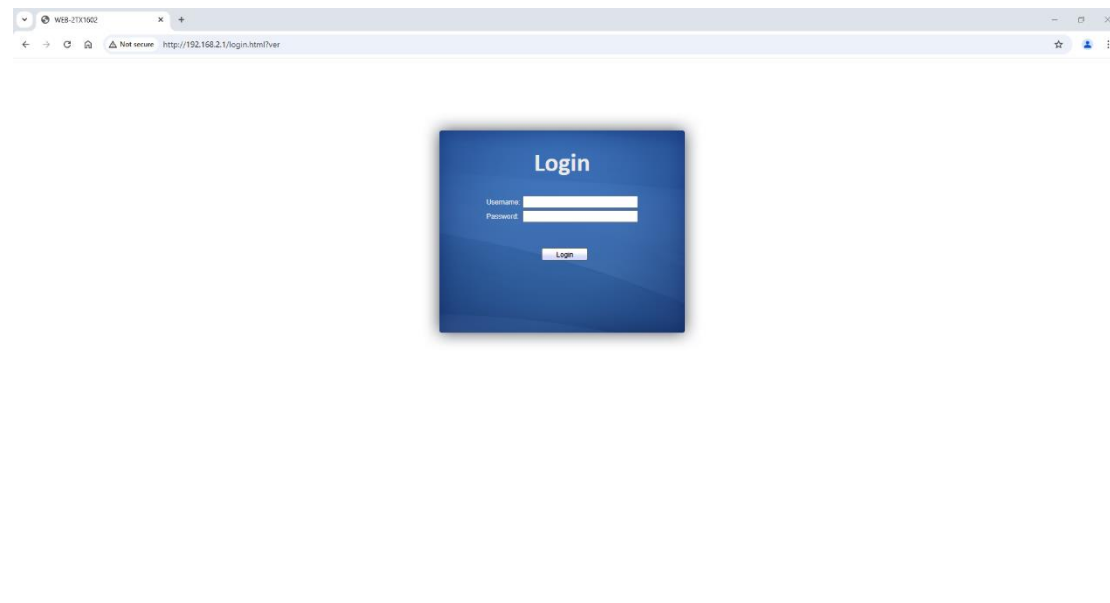 WEB-2TX1602
Not secure http://192.168.2.1/login.html?ver
Login
Username:
Password:
Login